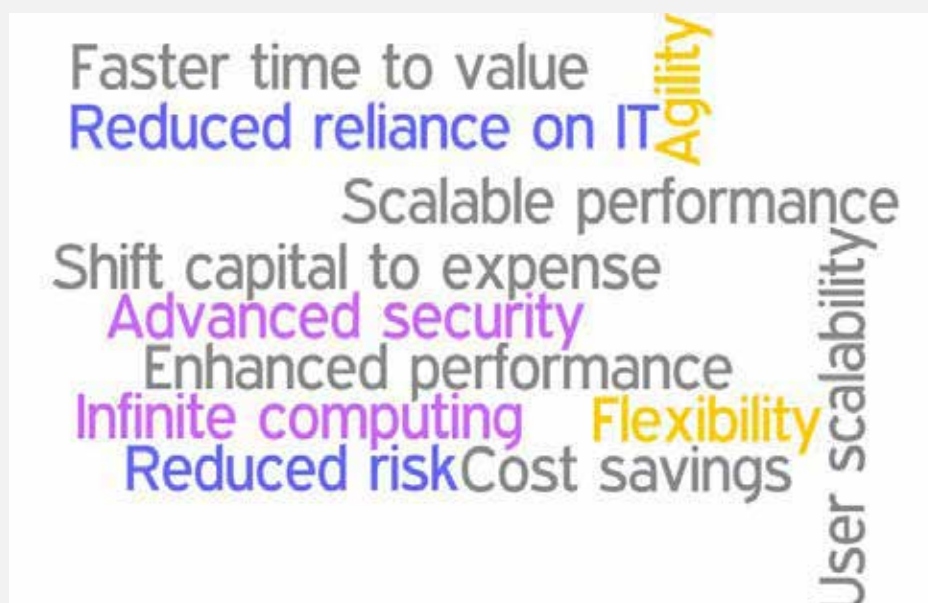 Faster time to value
Agility
Reduced reliance on IT
Scalable performance
Shift capital to expense
User scalability
Advanced security
Enhanced performance
Infinite computing
Flexibility
Reduced risk
Cost savings